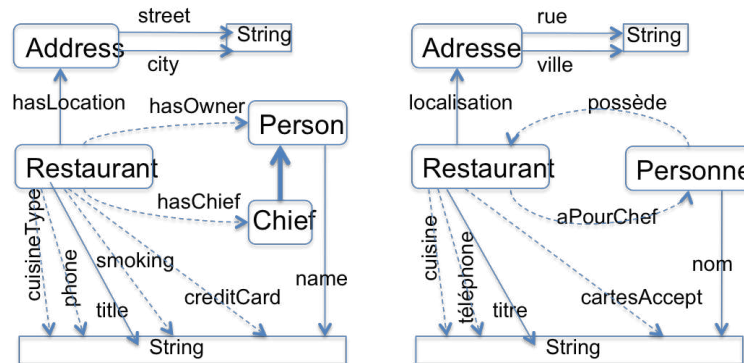 street
Address
String
city
hasLocation
hasOwner
Person
Restaurant
hasChief
Chief
cuisineType
phone
smoking
title
creditCard
name
String
rue
Adresse
String
ville
localisation
possède
Restaurant
Personne
aPourChef
cuisine
téléphone
titre
cartesAccept
nom
String